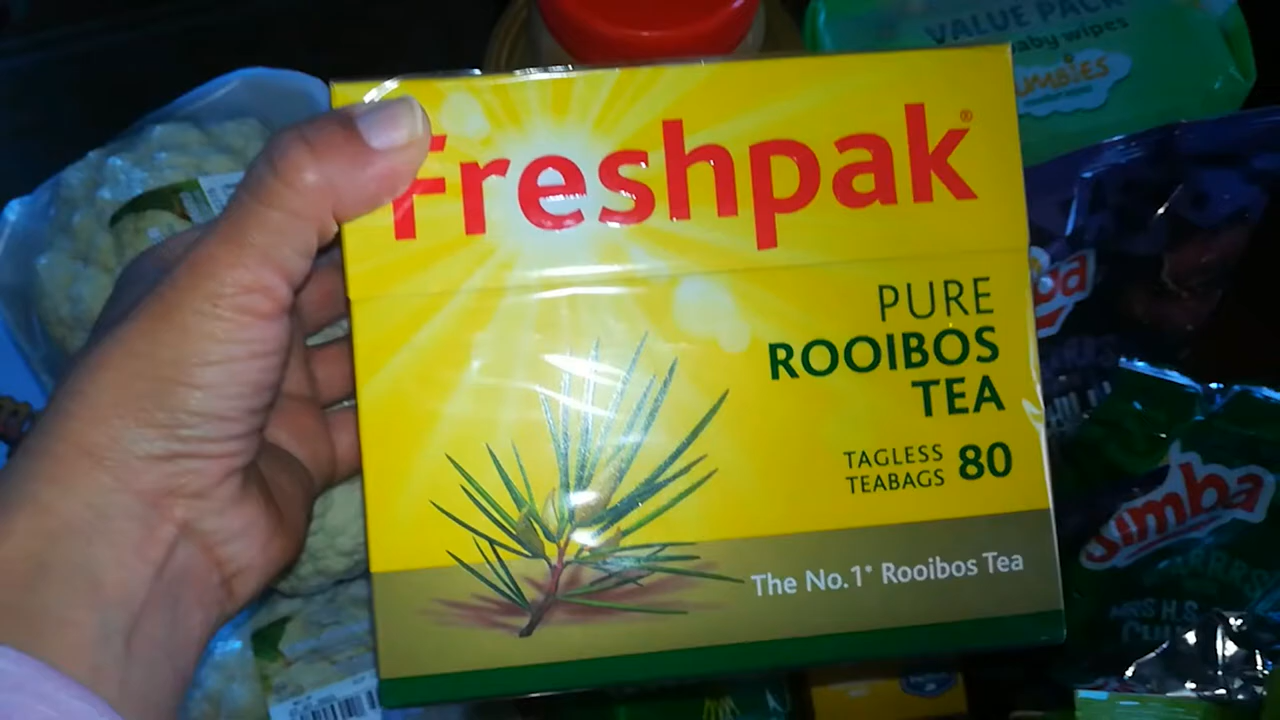 VALUE PACK
baby wipes
freshpak®
PURE
ROOIBOS
TEA
TAGLESS
TEABAGS 80
The No.1* Rooibos Tea
Simba